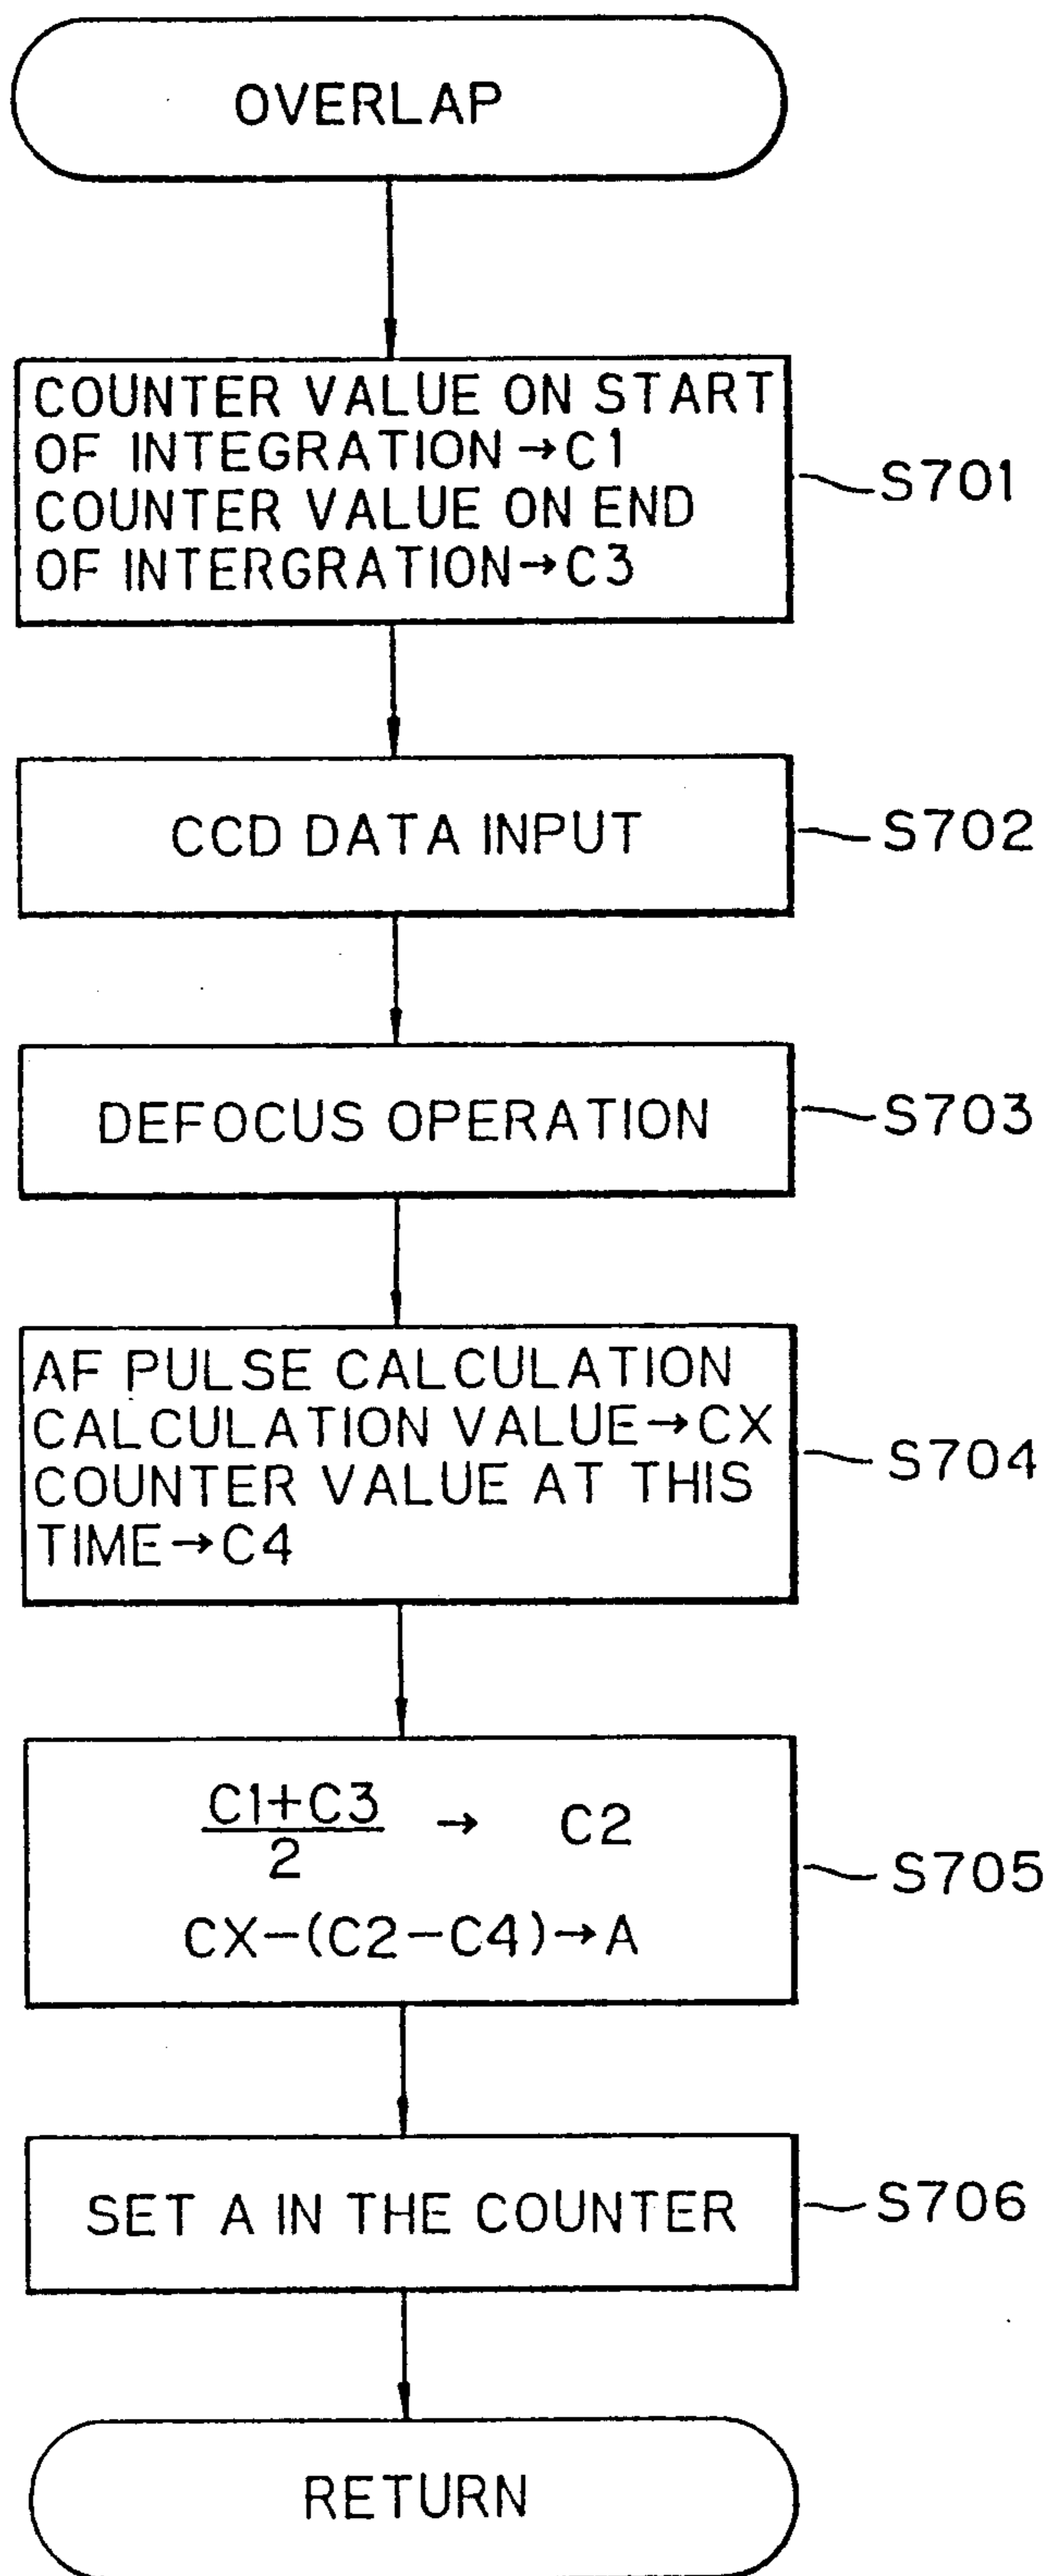 OVERLAP
COUNTER VALUE ON START
OF INTEGRATION→C1
COUNTER VALUE ON END
OF INTERGRATION→C3
S701
CCD DATA INPUT
S702
DEFOCUS OPERATION
S703
AF PULSE CALCULATION
CALCULATION VALUE→CX
COUNTER VALUE AT THIS
TIME→C4
S704
C1+C3
2
→ C2
CX-(C2-C4)→A
S705
SET A IN THE COUNTER
S706
RETURN